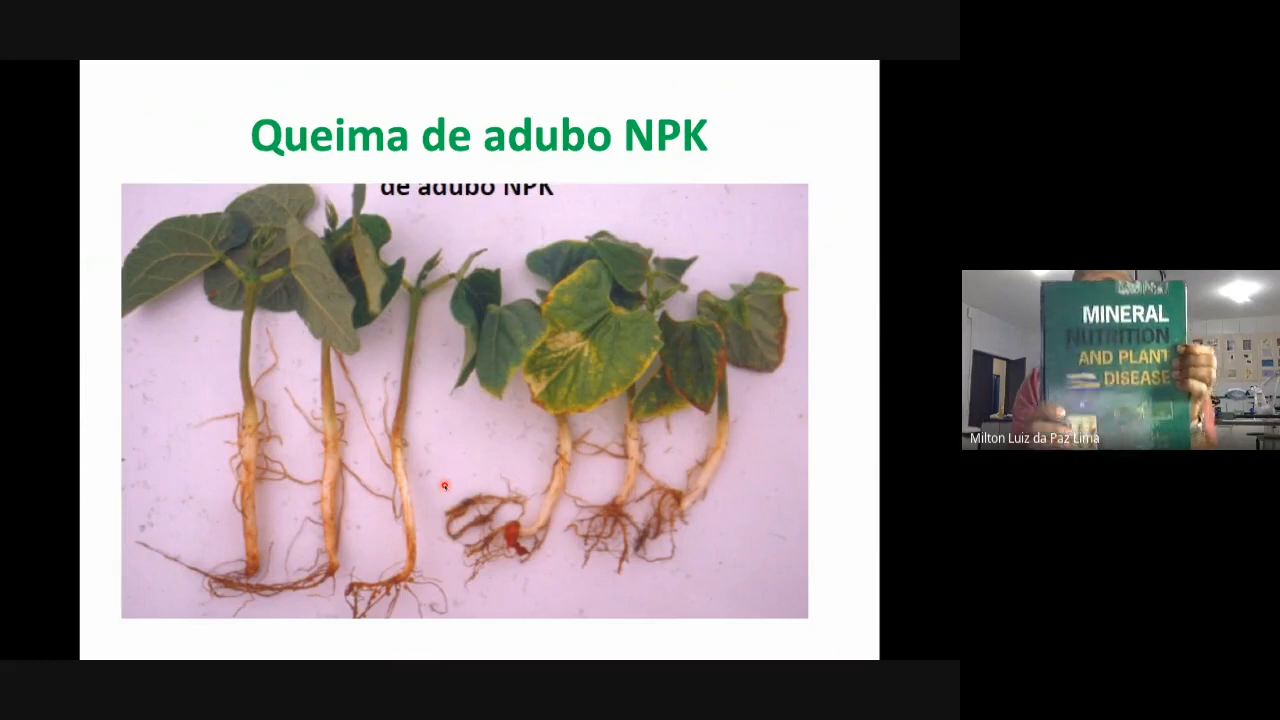 Queima de adubo NPK
de adubo NPK
MINERAL
NUTRITION
AND PLANT
DISEASE
Milton Luiz da Paz Lima